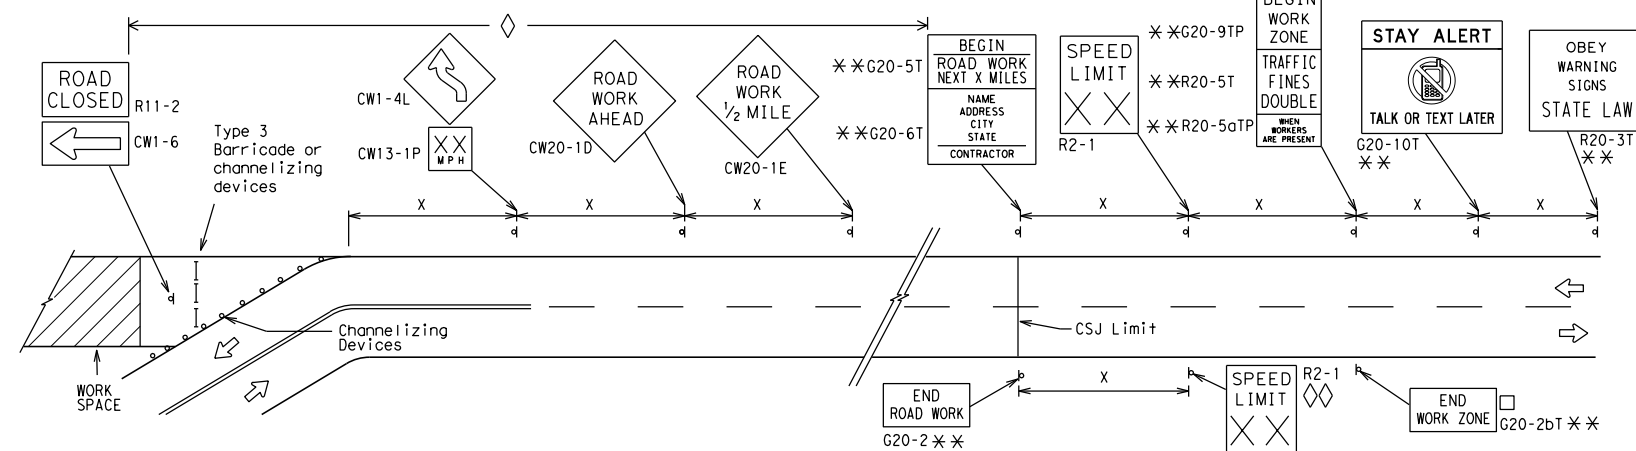 ROAD
CLOSED
R11-2
CW1-6
Type 3
Barricade or
channelizing
devices
CW1-4L
CW13-1P
X X
MPH
ROAD
WORK
AHEAD
CW20-1D
ROAD
WORK
1/2 MILE
CW20-1E
✳✳G20-5T
✳✳G20-6T
BEGIN
ROAD WORK
NEXT X MILES
NAME
ADDRESS
CITY
STATE
CONTRACTOR
SPEED
LIMIT
X X
R2-1
✳✳G20-9TP
✳✳R20-5T
✳✳R20-5aTP
BEGIN
WORK
ZONE
TRAFFIC
FINES
DOUBLE
WHEN
WORKERS
ARE PRESENT
STAY ALERT
TALK OR TEXT LATER
G20-10T
✳✳
OBEY
WARNING
SIGNS
STATE LAW
R20-3T
✳✳
X
X
X
X
X
X
X
Channelizing
Devices
WORK
SPACE
CSJ Limit
END
ROAD WORK
G20-2✳✳
X
SPEED
LIMIT
X X
R2-1
END
WORK ZONE
G20-2bT✳✳